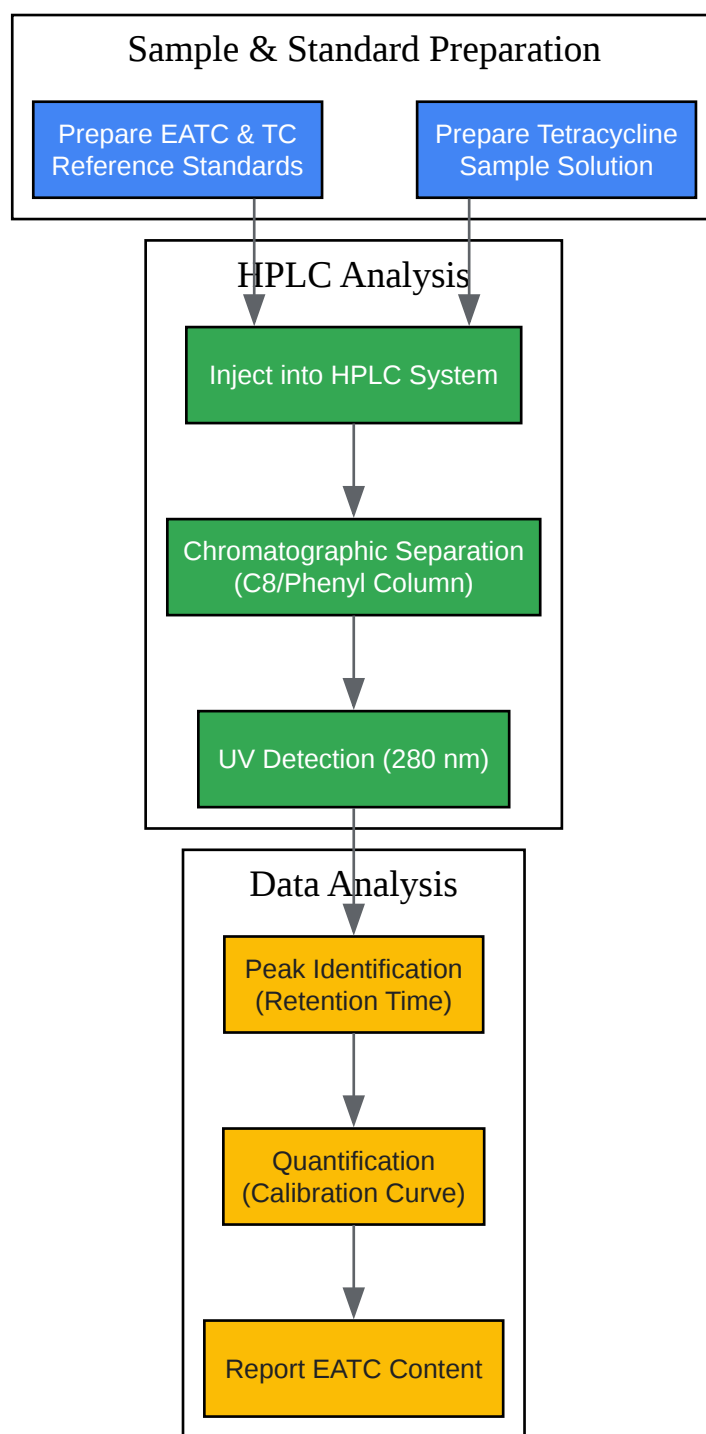 Sample & Standard Preparation
Prepare EATC & TC
Reference Standards
Prepare Tetracycline
Sample Solution
HPLC Analysis
Inject into HPLC System
Chromatographic Separation
(C8/Phenyl Column)
UV Detection (280 nm)
Data Analysis
Peak Identification
(Retention Time)
Quantification
(Calibration Curve)
Report EATC Content